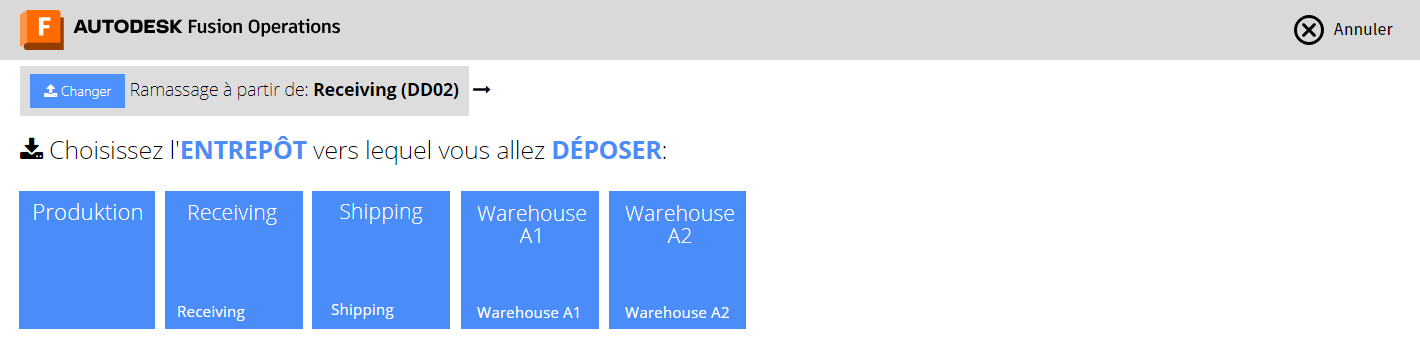 F AUTODESK Fusion Operations
Annuler
Changer Ramassage à partir de: Receiving (DD02)
Choisissez l'ENTREPÔT vers lequel vous allez DÉPOSER:
Produktion
Receiving
Receiving
Shipping
Shipping
Warehouse
A1
Warehouse A1
Warehouse
A2
Warehouse A2